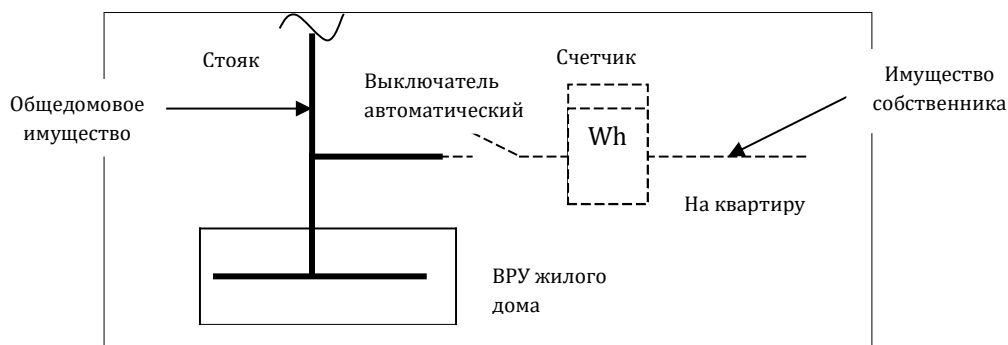 Стояк
Счетчик
Выключатель
автоматический
Имущество
собственника
Общедомовое
имущество
Wh
На квартиру
ВРУ жилого
дома